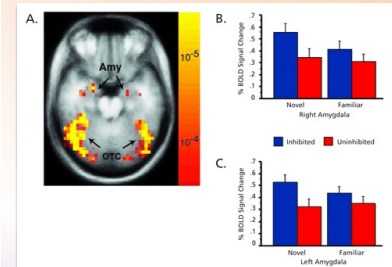 A.
Amy
OTC
10-5
10-4
B.
% BOLD Signal Change
.7
.6
.5
.4
.3
.2
.1
0
Novel
Familiar
Right Amygdala
Inhibited
Uninhibited
C.
% BOLD Signal Change
.7
.6
.5
.4
.3
.2
.1
0
Novel
Familiar
Left Amygdala